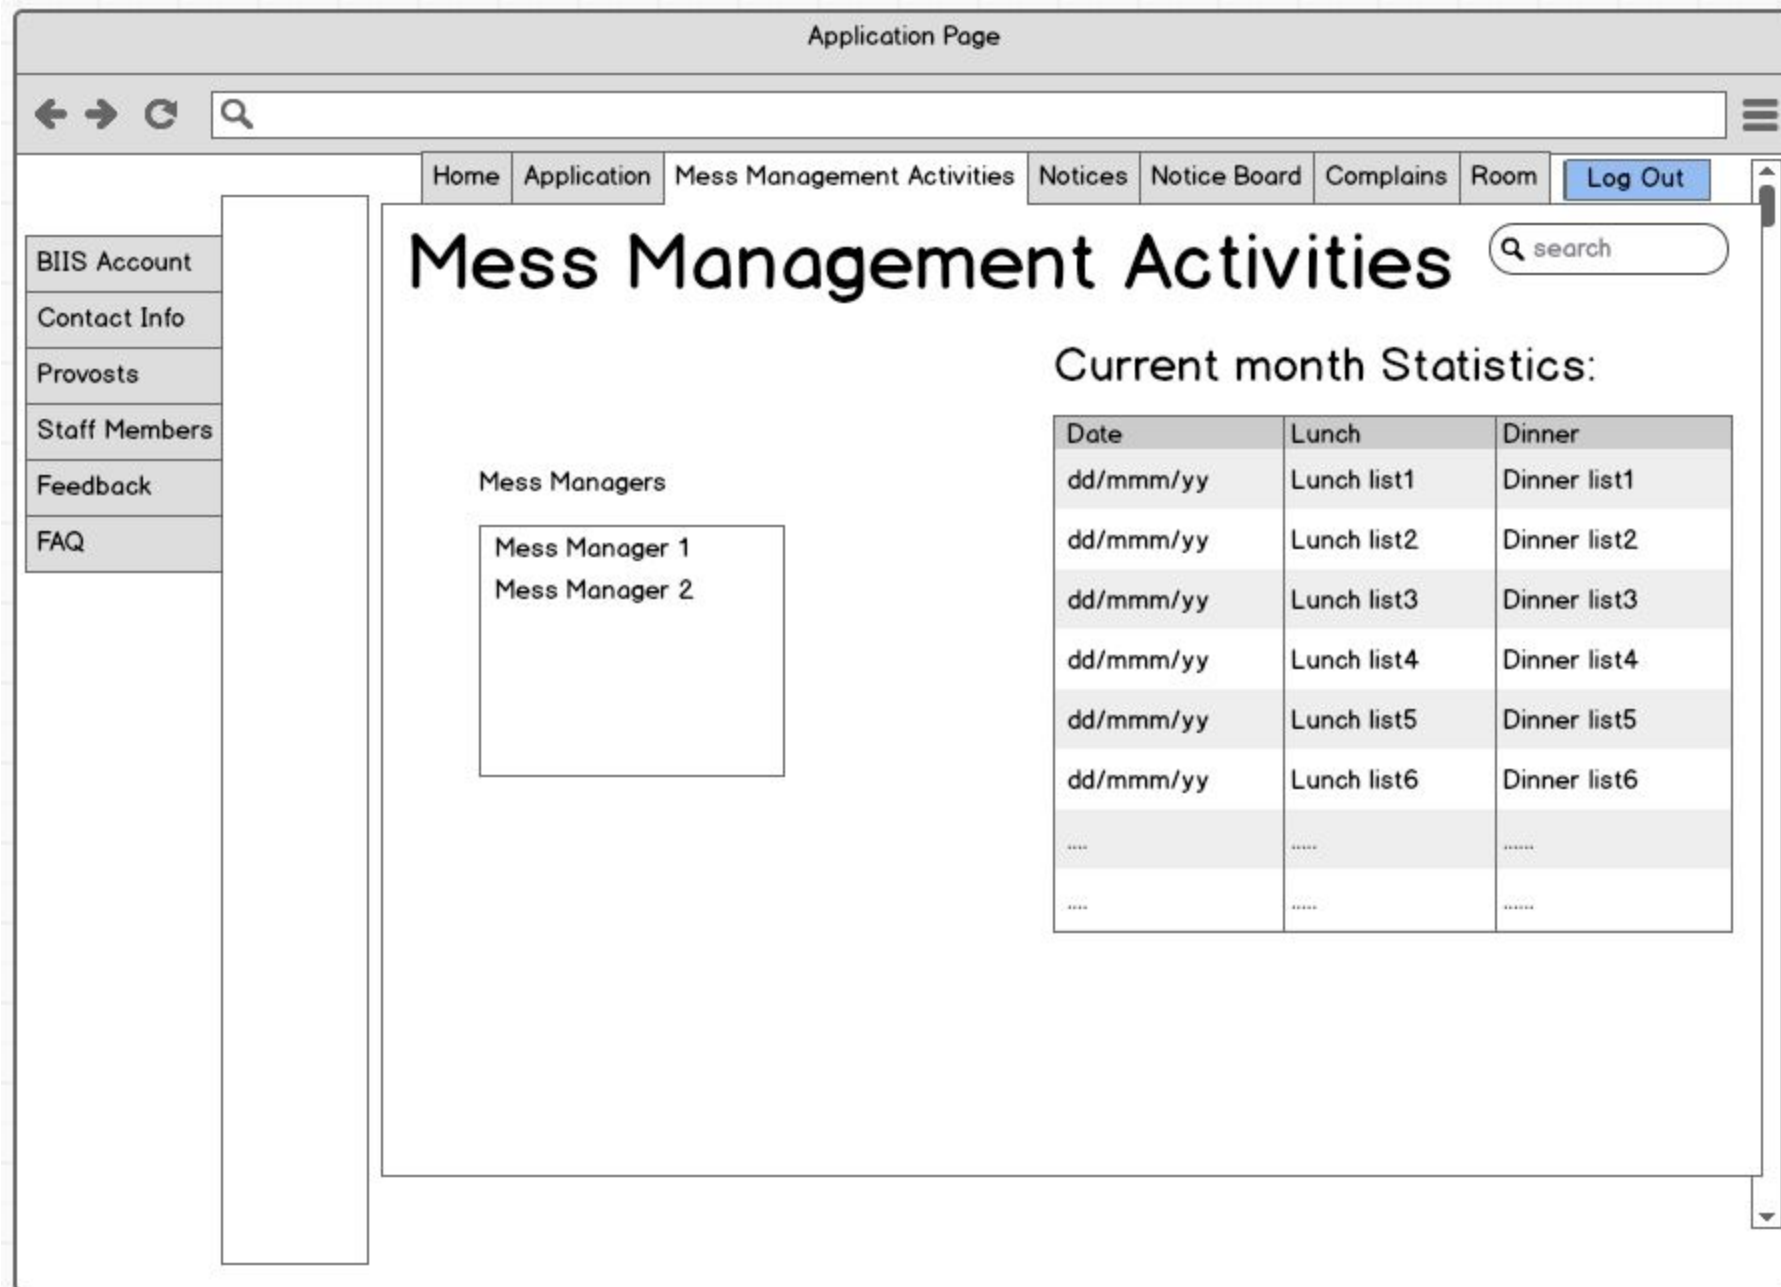 Application Page
Home Application Mess Management Activities Notices Notice Board Complains Room Log Out
BIIS Account
Contact Info
Provosts
Staff Members
Feedback
FAQ
Mess Management Activities
search
Mess Managers
Mess Manager 1
Mess Manager 2
Current month Statistics:
Date Lunch Dinner
dd/mmm/yy Lunch list1 Dinner list1
dd/mmm/yy Lunch list2 Dinner list2
dd/mmm/yy Lunch list3 Dinner list3
dd/mmm/yy Lunch list4 Dinner list4
dd/mmm/yy Lunch list5 Dinner list5
dd/mmm/yy Lunch list6 Dinner list6
.... ..... ......
.... ..... ......